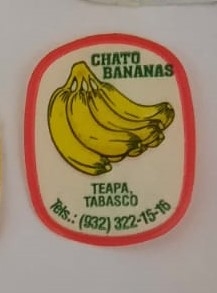 CHATO
BANANAS
TEAPA,
TABASCO
Tels.: (932) 322-15-16